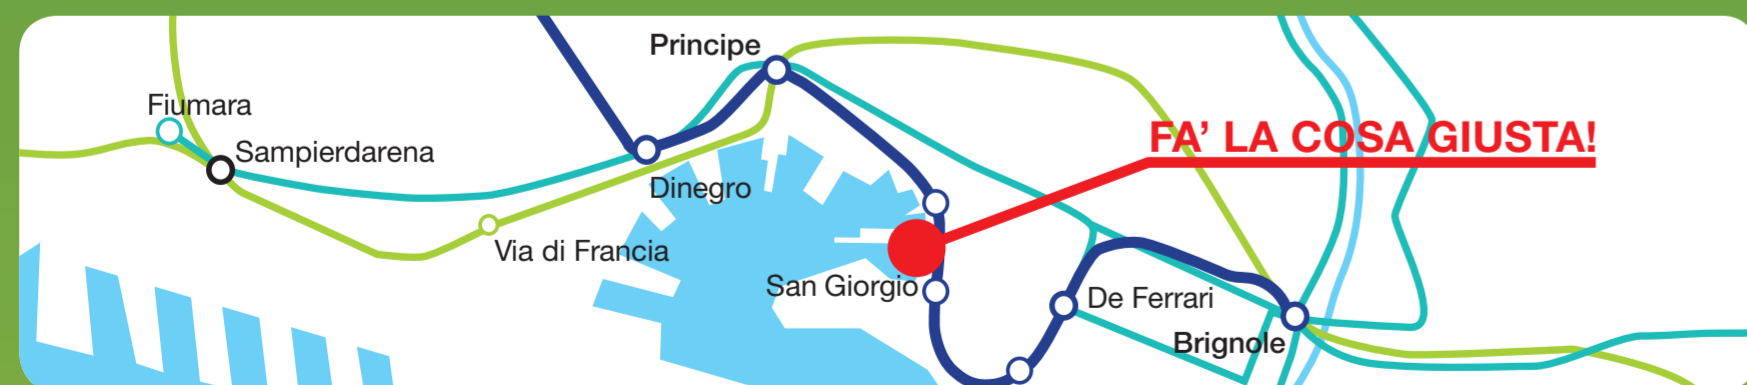 Principe
Fiumara
FA’ LA COSA GIUSTA!
Sampierdarena
Dinegro
Via di Francia
San Giorgio
De Ferrari
Brignole